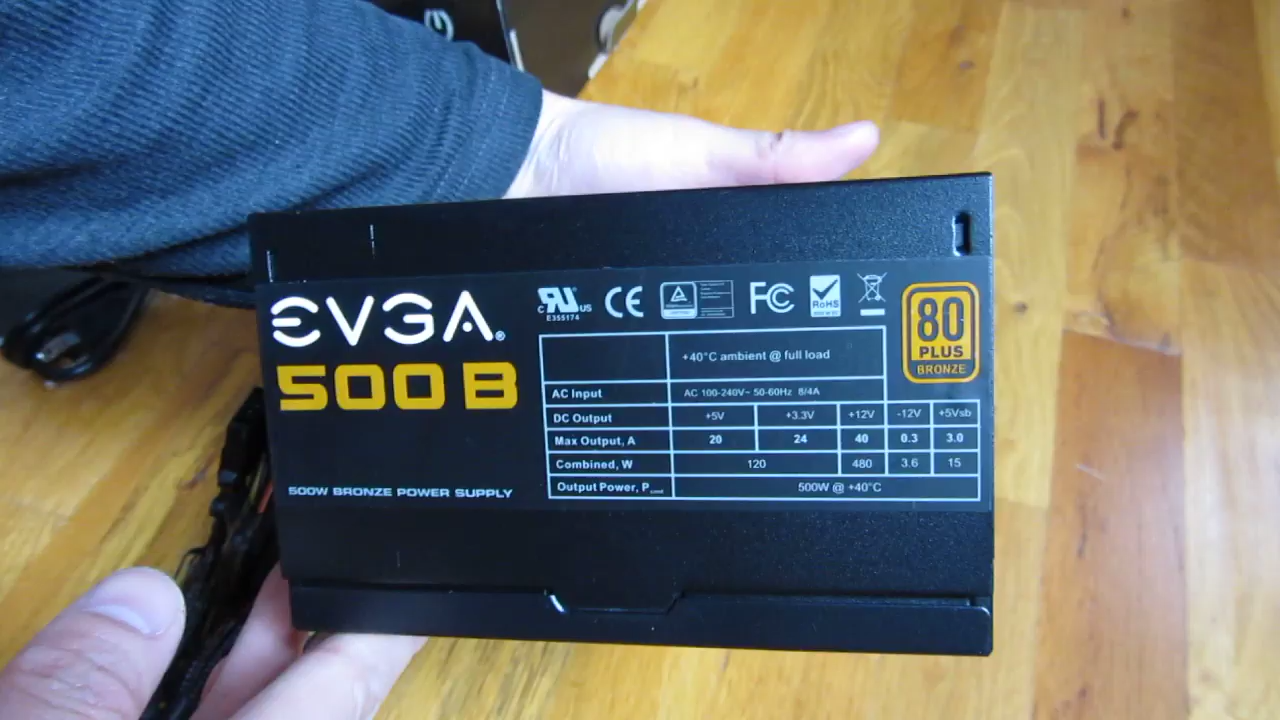 EVGA®
500 B
500W BRONZE POWER SUPPLY
C RU US
E355174
CE
FC
RoHS
80
PLUS
BRONZE
+40°C ambient @ full load
AC Input AC 100-240V~ 50-60Hz 8/4A
DC Output +5V +3.3V +12V -12V +5Vsb
Max Output, A 20 24 40 0.3 3.0
Combined, W 120 480 3.6 15
Output Power, Pcont 500W @ +40°C